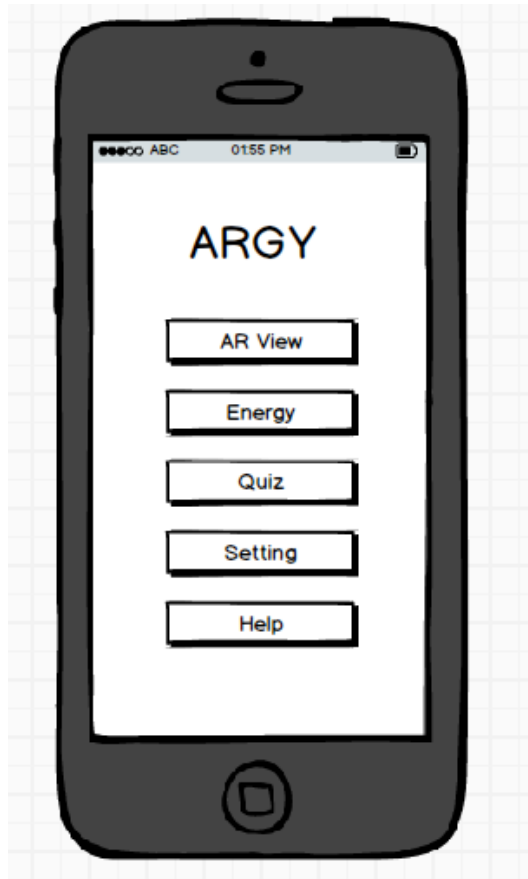 ABC 01:55 PM
ARGY
AR View
Energy
Quiz
Setting
Help